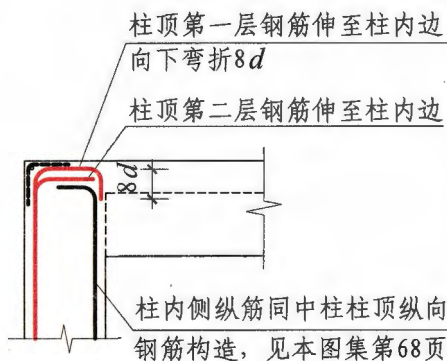 柱顶第一层钢筋伸至柱内边
向下弯折8d
柱顶第二层钢筋伸至柱内边
8d
柱内侧纵筋同中柱柱顶纵向
钢筋构造，见本图集第68页